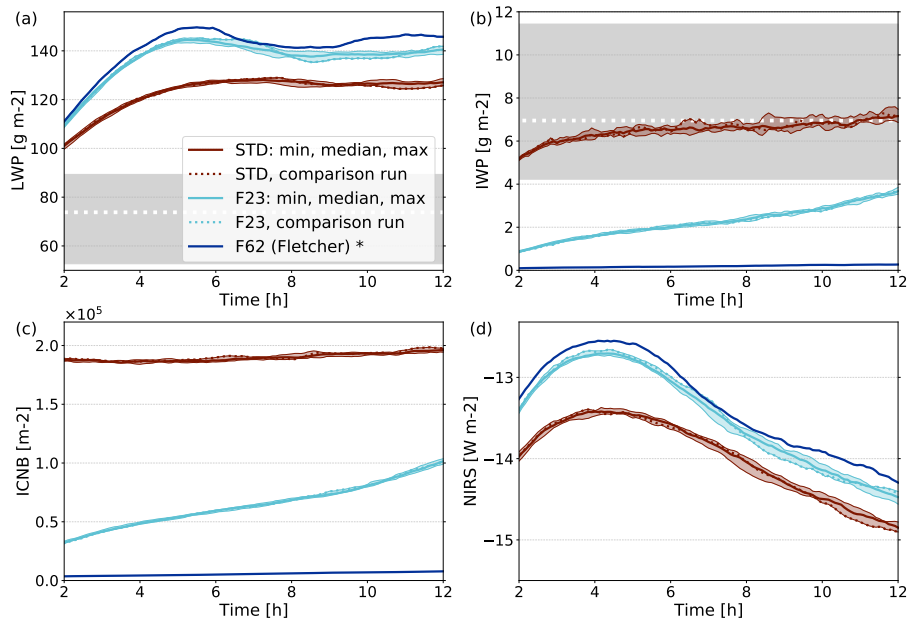 (a)
140
120
100
80
60
LWP [g m-2]
STD: min, median, max
STD, comparison run
F23: min, median, max
F23, comparison run
F62 (Fletcher) *
2 4 6 8 10 12
Time [h]
(b)
12
10
8
6
4
2
0
IWP [g m-2]
2 4 6 8 10 12
Time [h]
(c)
×10⁵
2.0
1.5
1.0
0.5
0.0
ICNB [m-2]
2 4 6 8 10 12
Time [h]
(d)
−13
−14
−15
NIRS [W m-2]
2 4 6 8 10 12
Time [h]